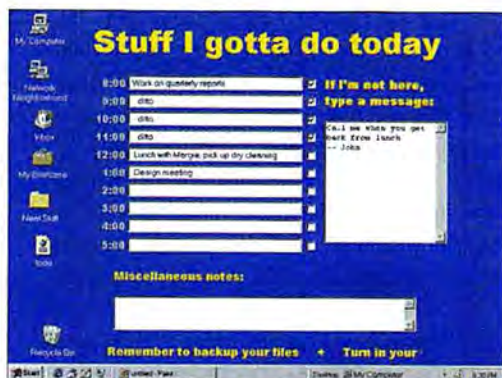 My Computer
Network
Neighborhood
Inbox
My Briefcase
New Stuff
todo
Recycle Bin
Stuff I gotta do today
8:00 Work on quarterly reports
9:00 ditto
10:00 ditto
11:00 ditto
12:00 Lunch with Margie, pick up dry cleaning
1:00 Design meeting
2:00
3:00
4:00
5:00
If I'm not here,
type a message:
Call me when you get
back from lunch
-- John
Miscellaneous notes:
Remember to backup your files + Turn in your
Start
untitled - Paint
Desktop
My Computer